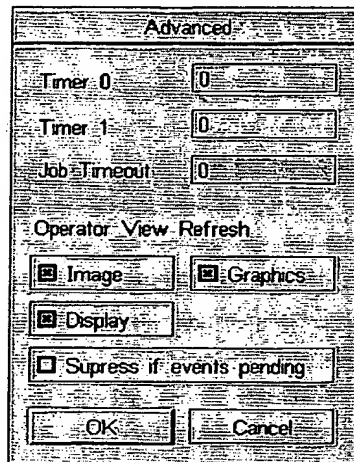 Advanced
Timer 0 0
Timer 1 0
Job Timeout 0
Operator View Refresh
Image Graphics
Display
Supress if events pending
OK Cancel